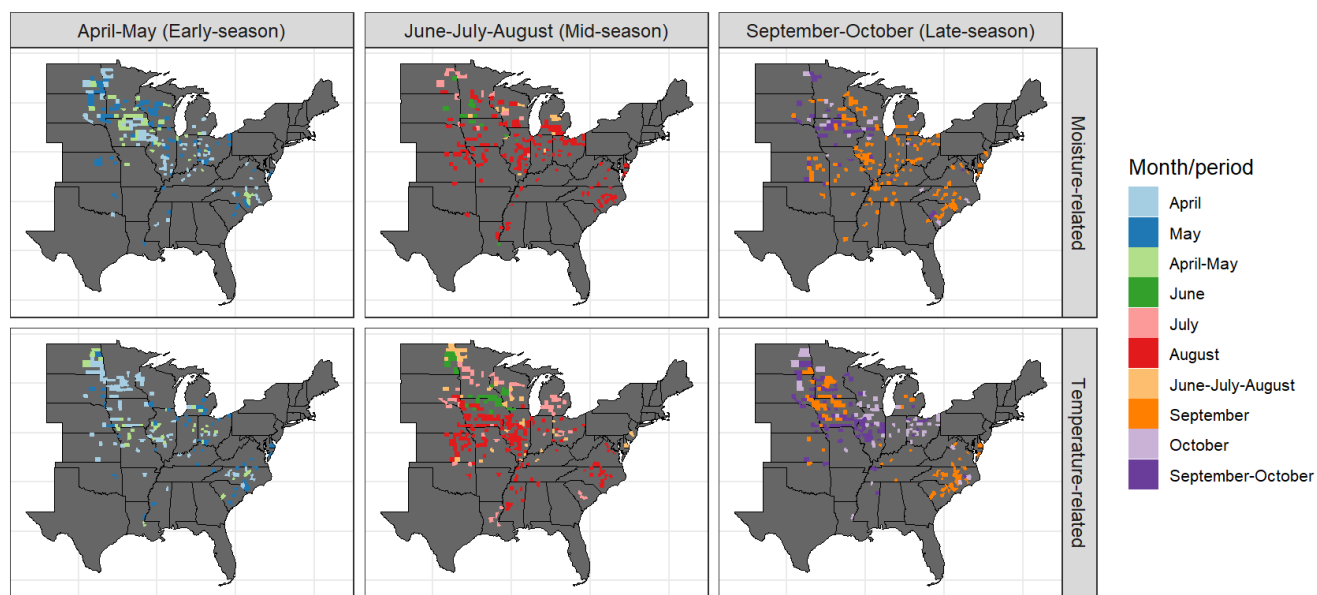 April-May (Early-season)
June-July-August (Mid-season)
September-October (Late-season)
Moisture-related
Temperature-related
Month/period
April
May
April-May
June
July
August
June-July-August
September
October
September-October